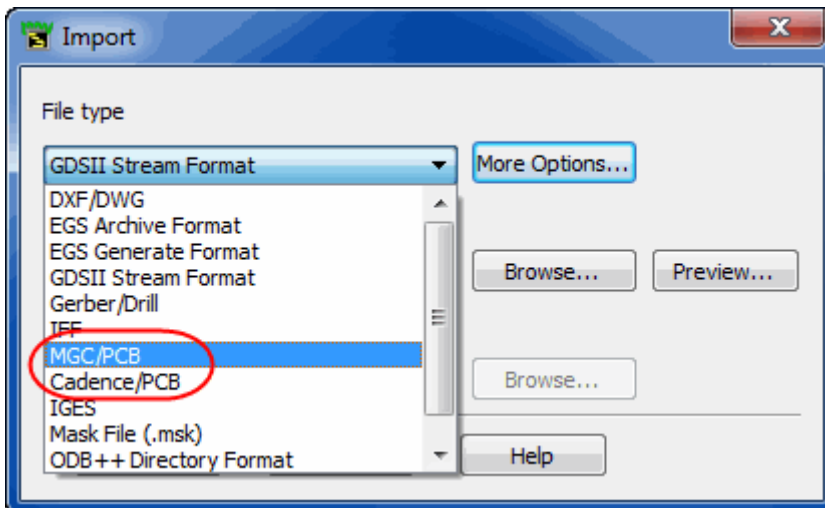 Import
File type
GDSII Stream Format
More Options...
DXF/DWG
EGS Archive Format
EGS Generate Format
GDSII Stream Format
Gerber/Drill
IFF
MGC/PCB
Cadence/PCB
IGES
Mask File (.msk)
ODB++ Directory Format
Browse... Preview...
Browse...
Help